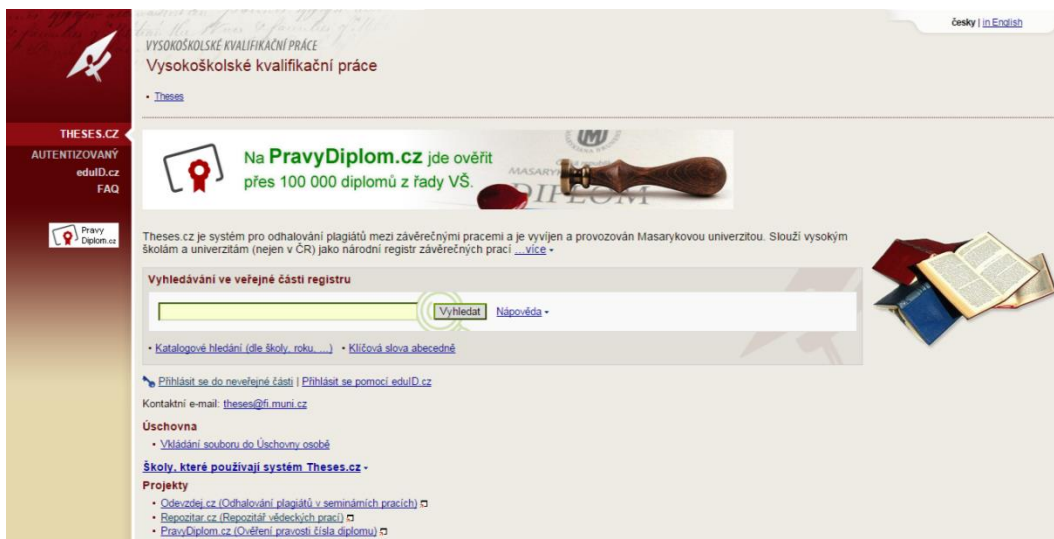 česky | in English
VYSOKOŠKOLSKÉ KVALIFIKAČNÍ PRÁCE
Vysokoškolské kvalifikační práce
Theses
THESES.CZ
AUTENTIZOVANÝ
eduID.cz
FAQ
Pravy
Diplom.cz
Na PravyDiplom.cz jde ověřit
přes 100 000 diplomů z řady VŠ.
MASARY
DIPLOM
Theses.cz je systém pro odhalování plagiátů mezi závěrečnými pracemi a je vyvíjen a provozován Masarykovou univerzitou. Slouží vysokým
školám a univerzitám (nejen v ČR) jako národní registr závěrečných prací ...více
Vyhledávání ve veřejné části registru
Vyhledat Nápověda
• Katalogové hledání (dle školy, roku, ...) • Klíčová slova abecedně
Přihlásit se do neveřejné části | Přihlásit se pomocí eduID.cz
Kontaktní e-mail: theses@fi.muni.cz
Úschovna
• Vkládání souboru do Úschovny osobě
Školy, které používají systém Theses.cz
Projekty
• Odevzdej.cz (Odhalování plagiátů v seminárních pracích)
• Repozitar.cz (Repozitář vědeckých prací)
• PravyDiplom.cz (Ověření pravosti čísla diplomu)